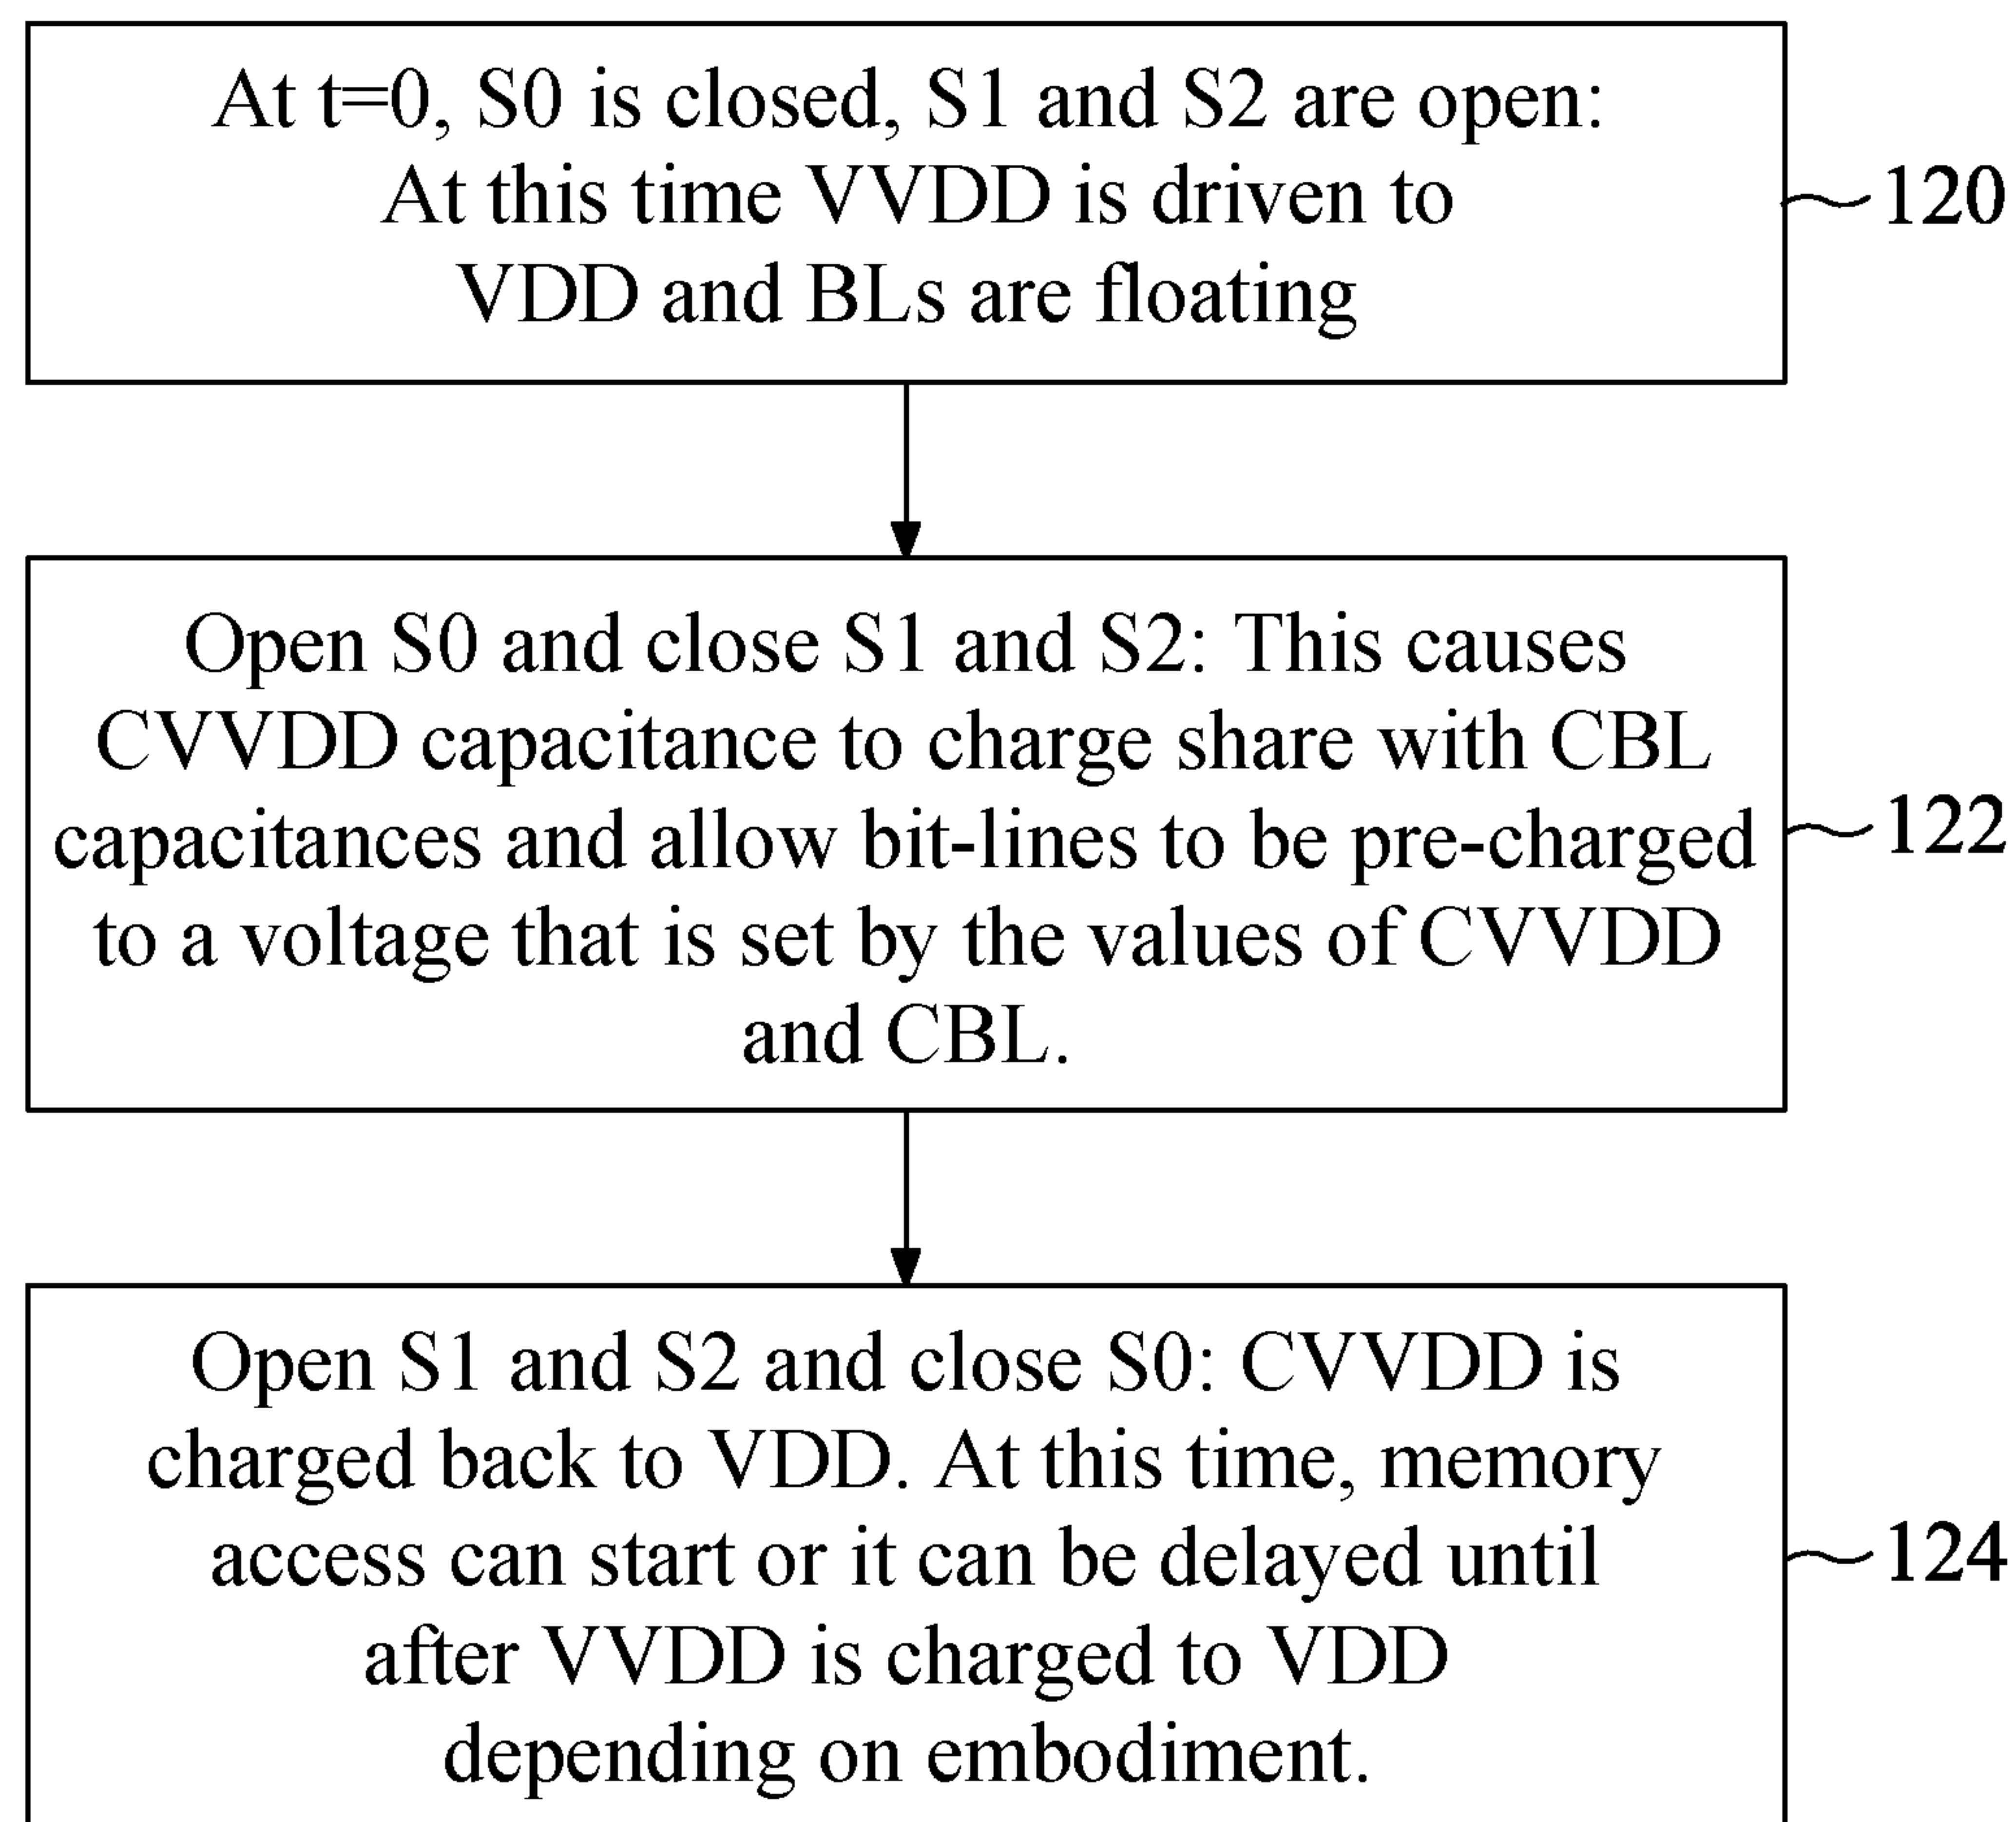 At t=0, S0 is closed, S1 and S2 are open:
At this time VVDD is driven to
VDD and BLs are floating
120
Open S0 and close S1 and S2: This causes
CVVDD capacitance to charge share with CBL
capacitances and allow bit-lines to be pre-charged
to a voltage that is set by the values of CVVDD
and CBL.
122
Open S1 and S2 and close S0: CVVDD is
charged back to VDD. At this time, memory
access can start or it can be delayed until
after VVDD is charged to VDD
depending on embodiment.
124